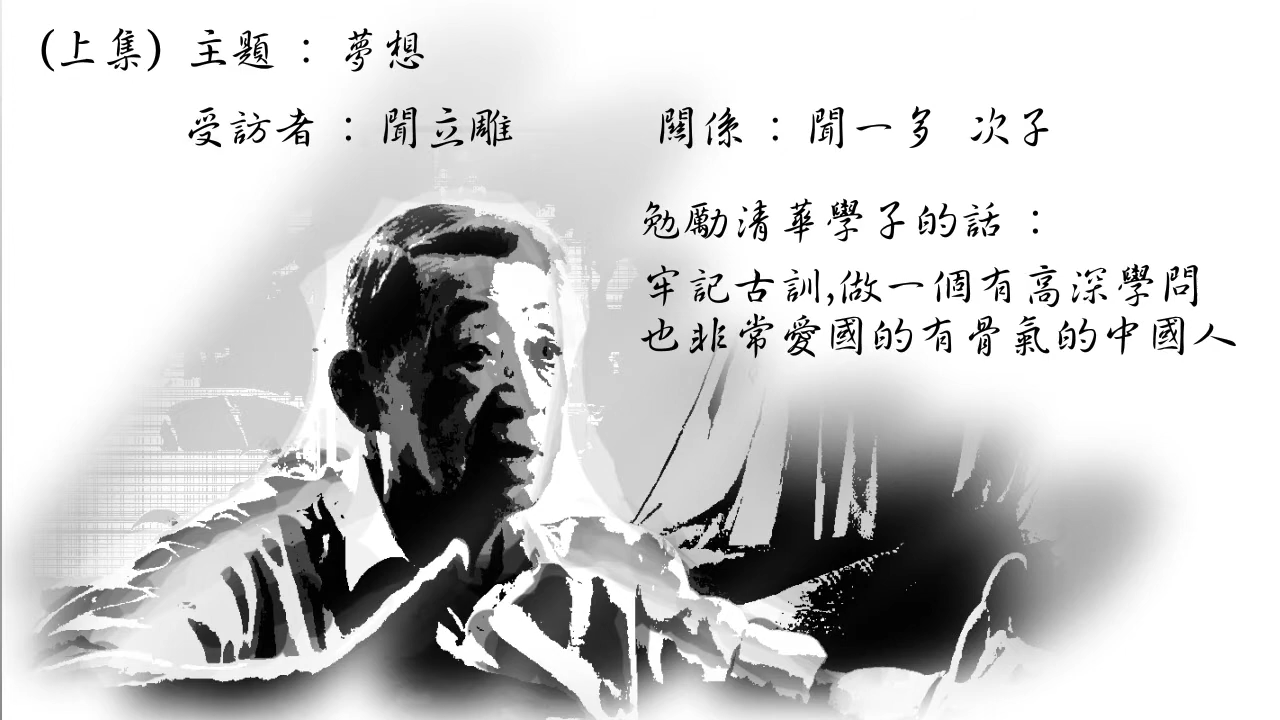 (上集) 主題 : 夢想
受訪者 : 聞立雕 關係 : 聞一多 次子
勉勵清華學子的話 :
牢記古訓,做一個有高深學問
也非常愛國的有骨氣的中國人